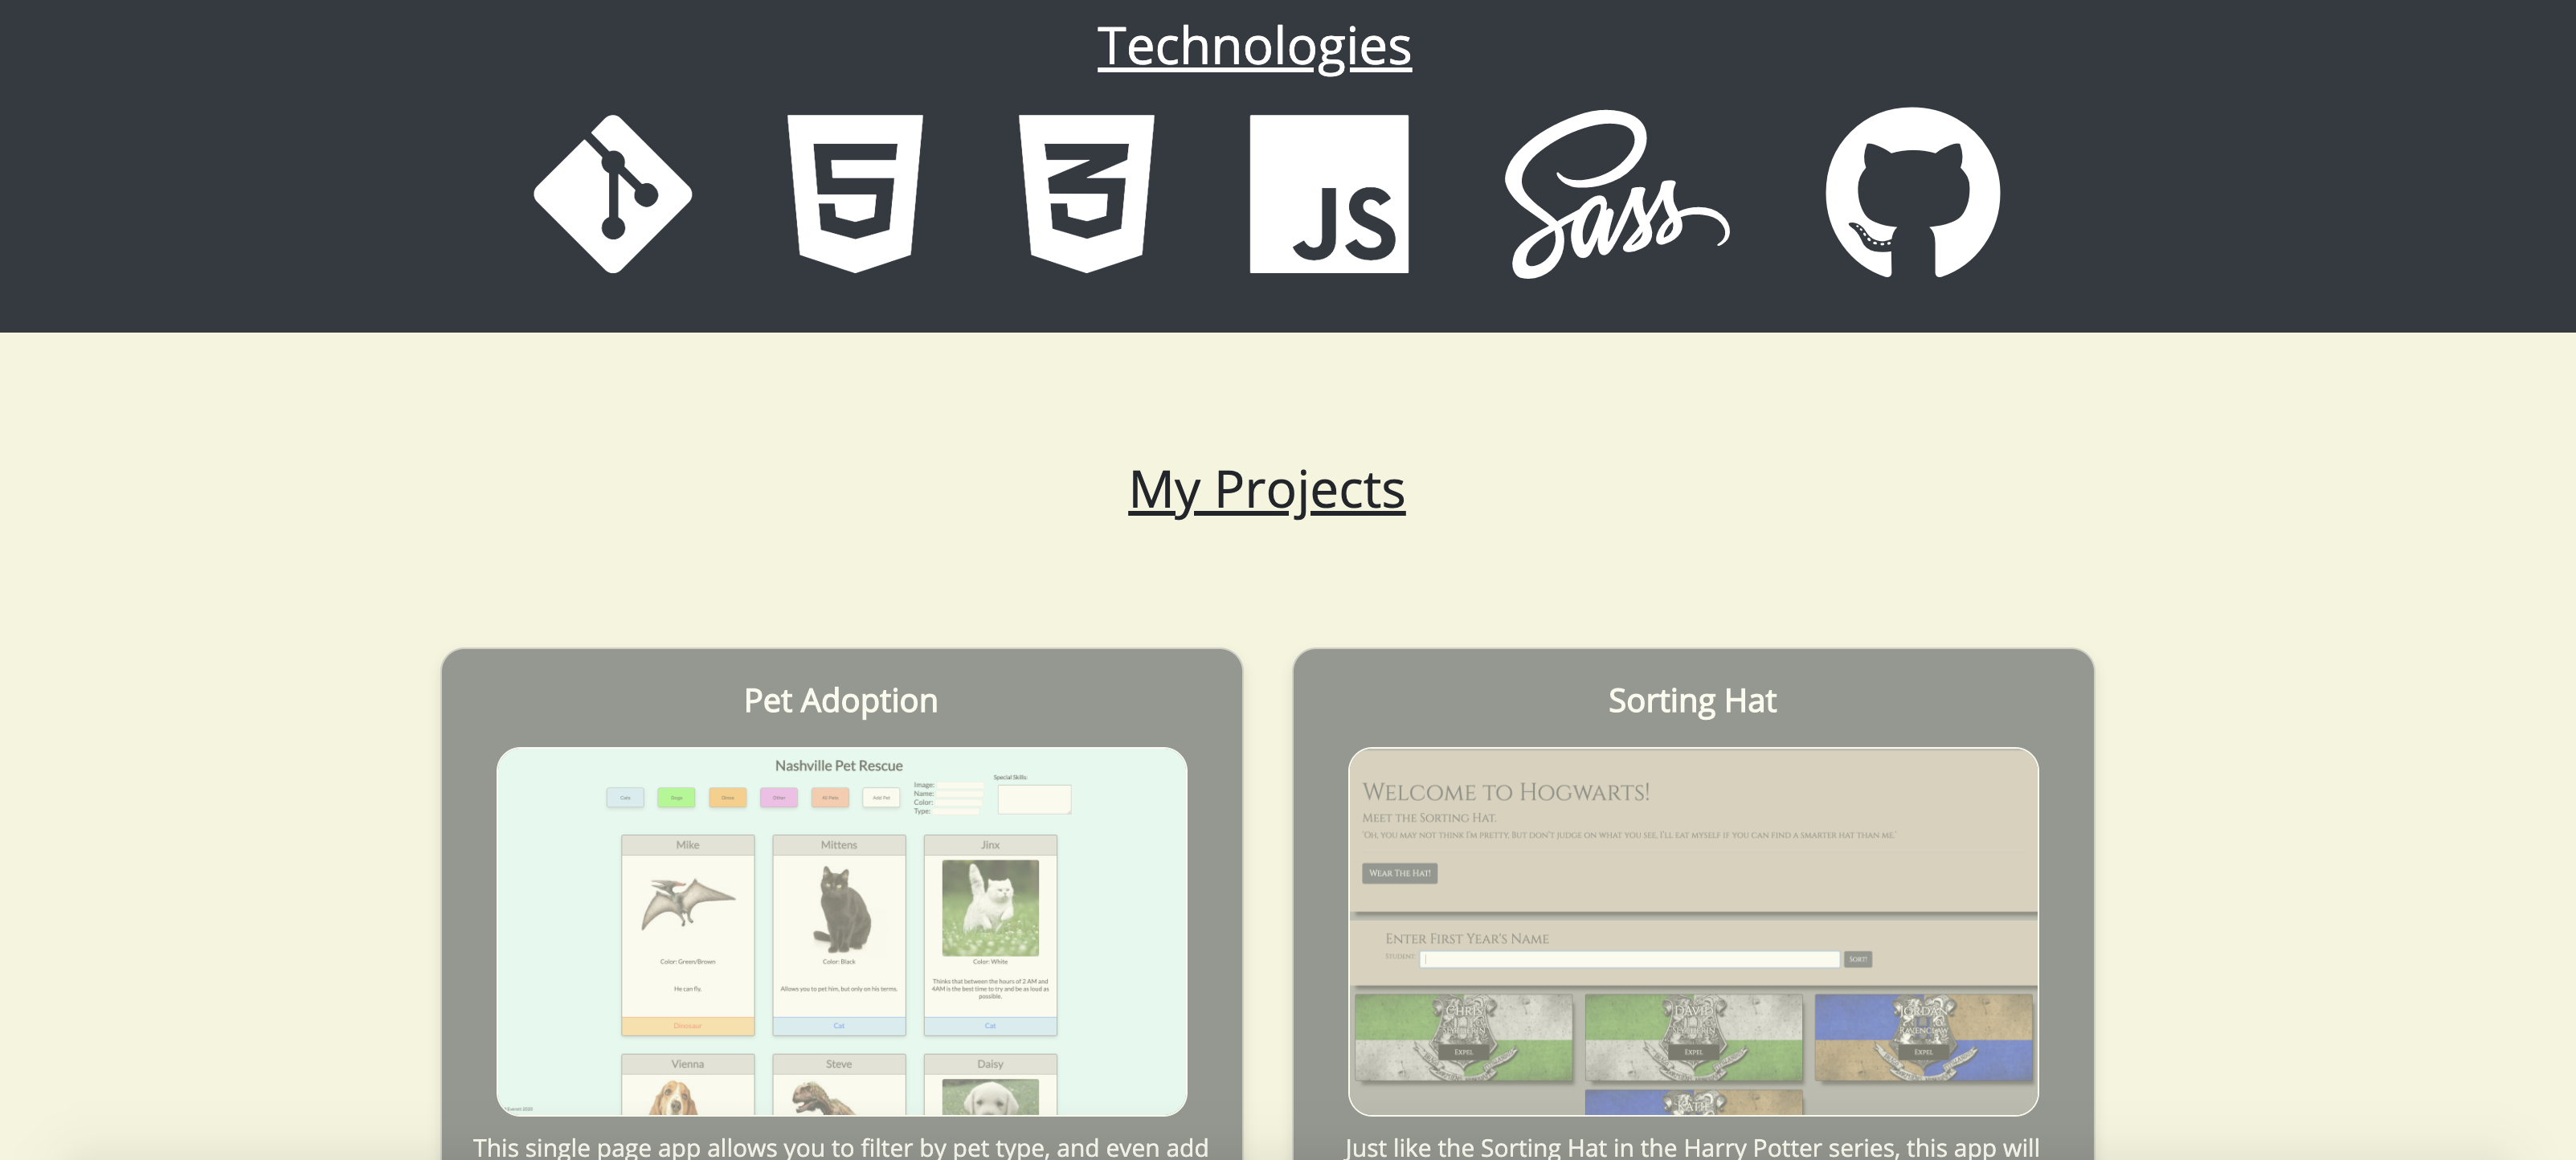 Technologies
JS
Sass
My Projects
Pet Adoption
Nashville Pet Rescue
Cats
Dogs
Dinos
Other
All Pets
Add Pet
Image:
Name:
Color:
Type:
Special Skills:
Mike
Mittens
Jinx
Color: Green/Brown
Color: Black
Color: White
He can fly.
Allows you to pet him, but only on his terms.
Thinks that between the hours of 2 AM and
4AM is the best time to try and be as loud as
possible.
Dinosaur
Cat
Cat
Vienna
Steve
Daisy
Everett 2020
This single page app allows you to filter by pet type, and even add
Sorting Hat
Welcome to Hogwarts!
Meet the Sorting Hat.
'Oh, you may not think I'm pretty, but don't judge on what you see, I'll eat myself if you can find a smarter hat than me.'
Wear The Hat!
Enter First Year's Name
Student:
Sort!
Chris
Expel
David
Expel
Jordan
Ravenclaw
Expel
Just like the Sorting Hat in the Harry Potter series, this app will